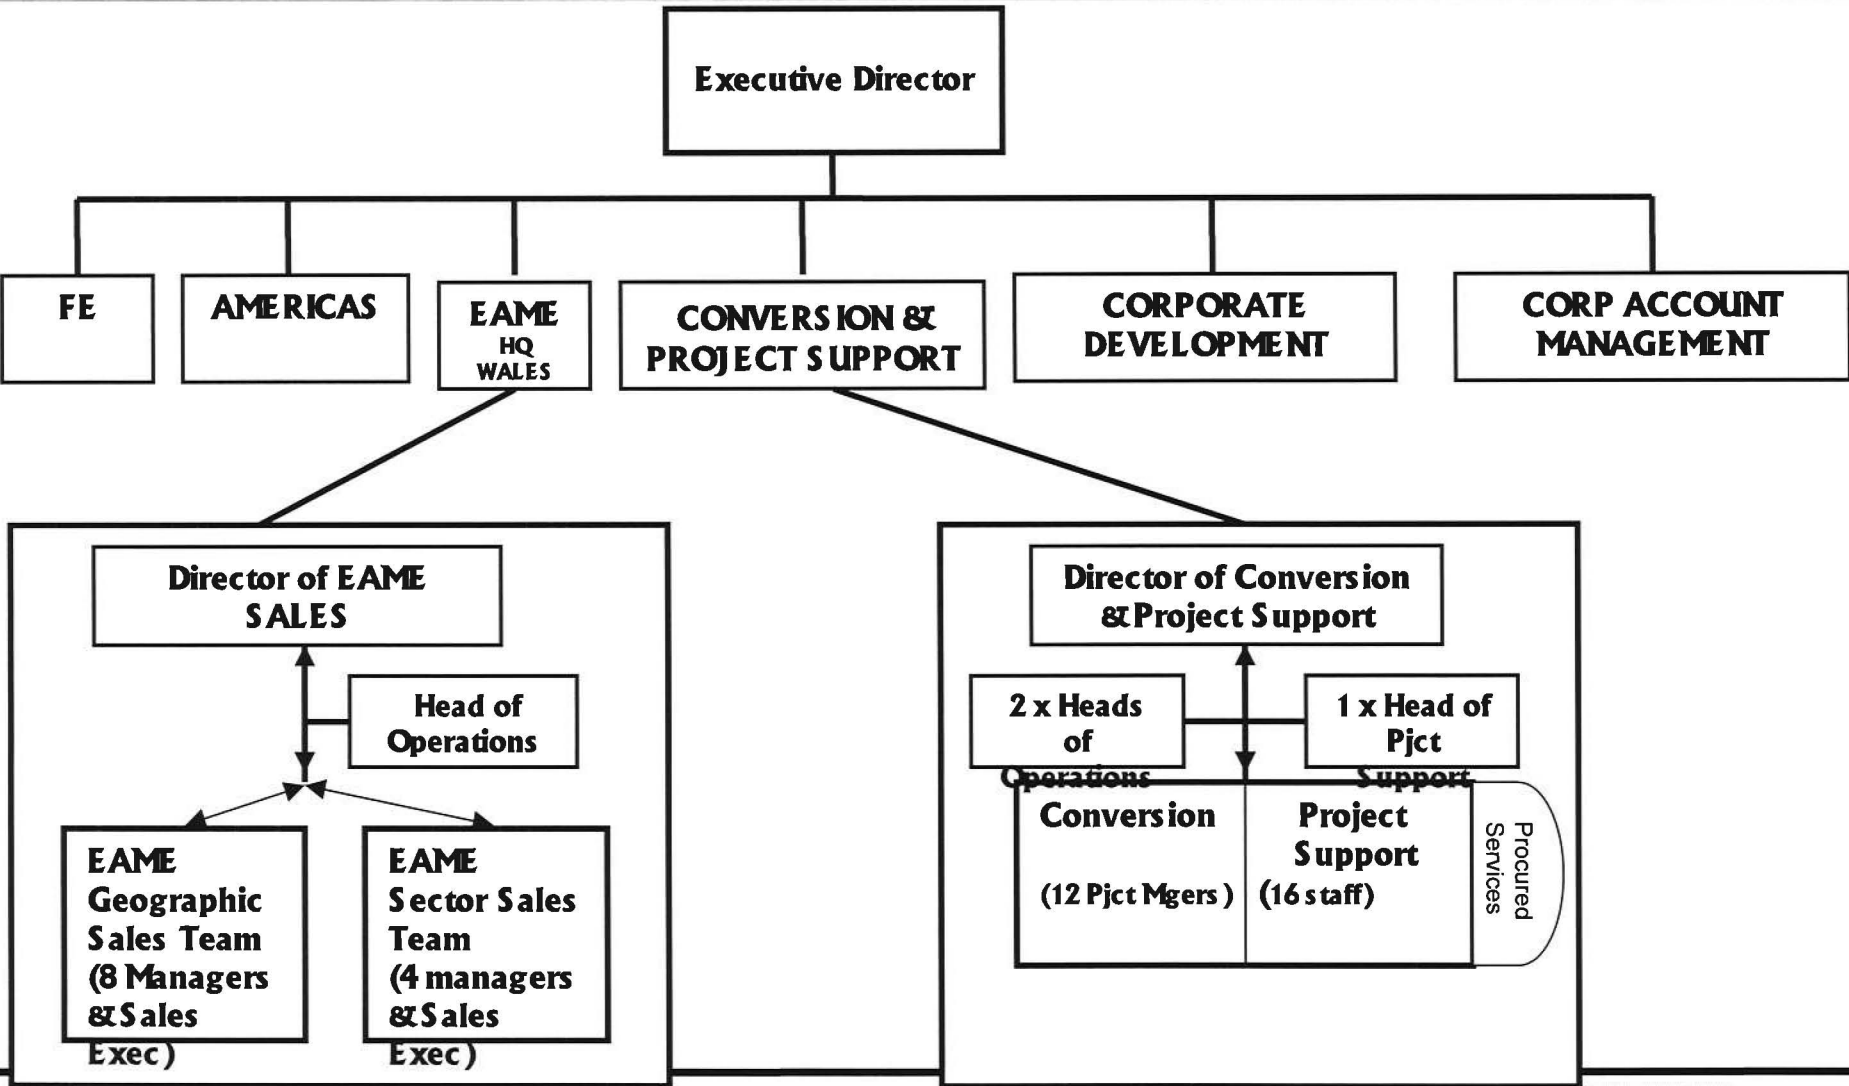 Executive Director
FE
AMERICAS
EAME
HQ
WALES
CONVERSION &
PROJECT SUPPORT
CORPORATE
DEVELOPMENT
CORP ACCOUNT
MANAGEMENT
Director of EAME
SALES
Head of
Operations
EAME
Geographic
Sales Team
(8 Managers
& Sales
Exec)
EAME
Sector Sales
Team
(4 managers
& Sales
Exec)
Director of Conversion
& Project Support
2 x Heads
of
Operations
1 x Head of
Pjct
Support
Conversion
(12 Pjct Mgers)
Project
Support
(16 staff)
Procured
Services